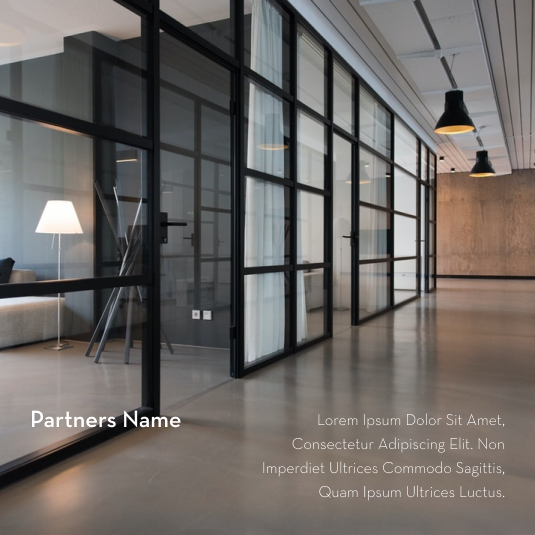 Partners Name
Lorem Ipsum Dolor Sit Amet,
Consectetur Adipiscing Elit. Non
Imperdiet Ultrices Commodo Sagittis,
Quam Ipsum Ultrices Luctus.